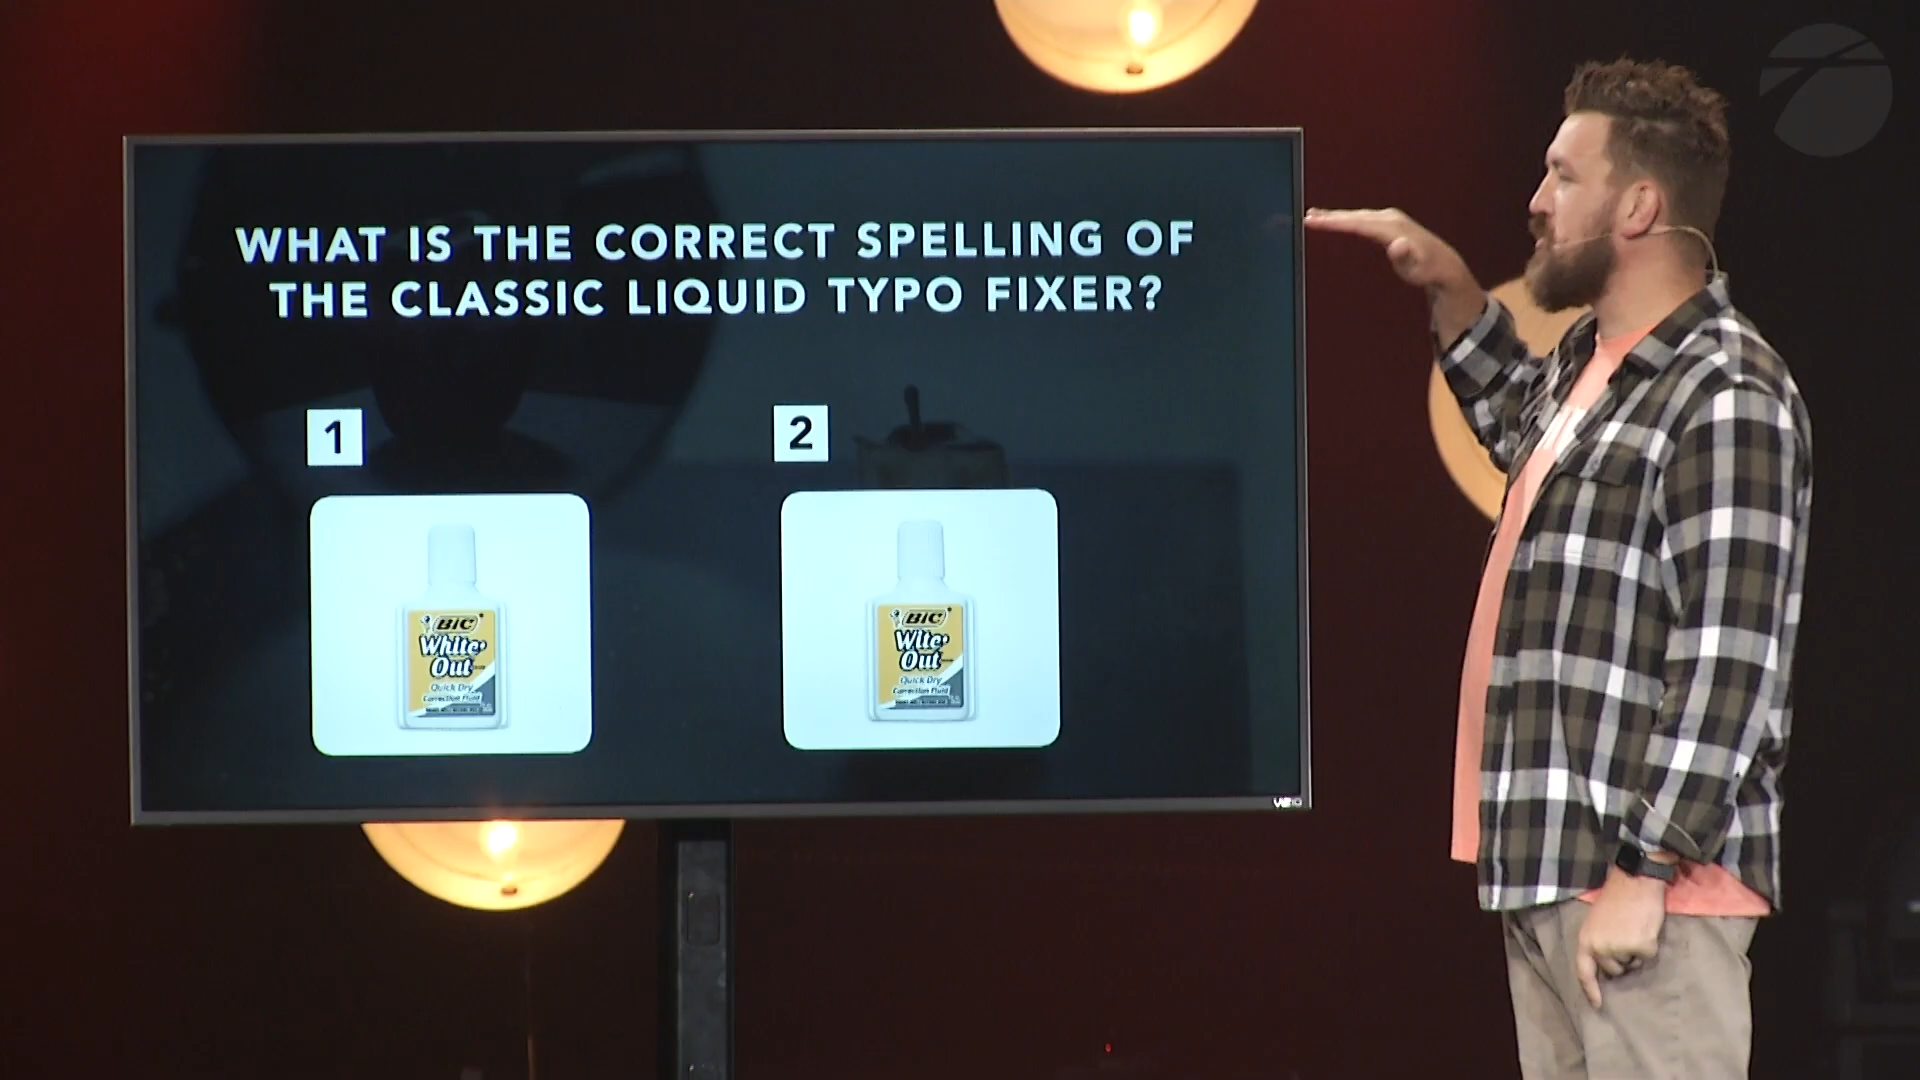 WHAT IS THE CORRECT SPELLING OF
THE CLASSIC LIQUID TYPO FIXER?
1
2
BIC
White
Out
Quick Dry
Correction Fluid
BIC
Wite
Out
Quick Dry
Correction Fluid
VIZIO